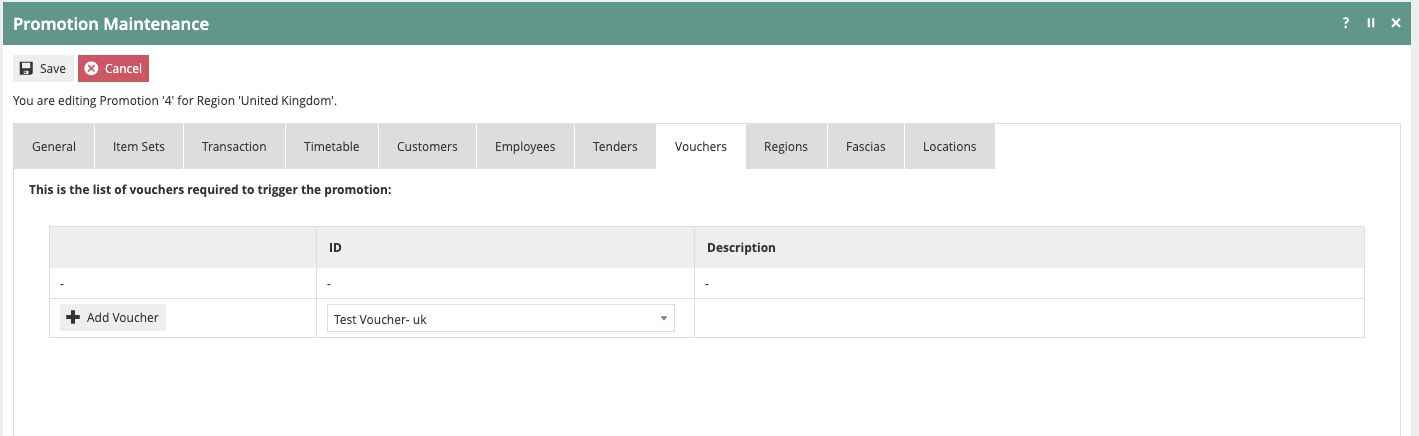 Promotion Maintenance ?
Save Cancel
You are editing Promotion '4' for Region 'United Kingdom'.
General Item Sets Transaction Timetable Customers Employees Tenders Vouchers Regions Fascias Locations
This is the list of vouchers required to trigger the promotion:
ID Description
- - -
Add Voucher Test Voucher- uk